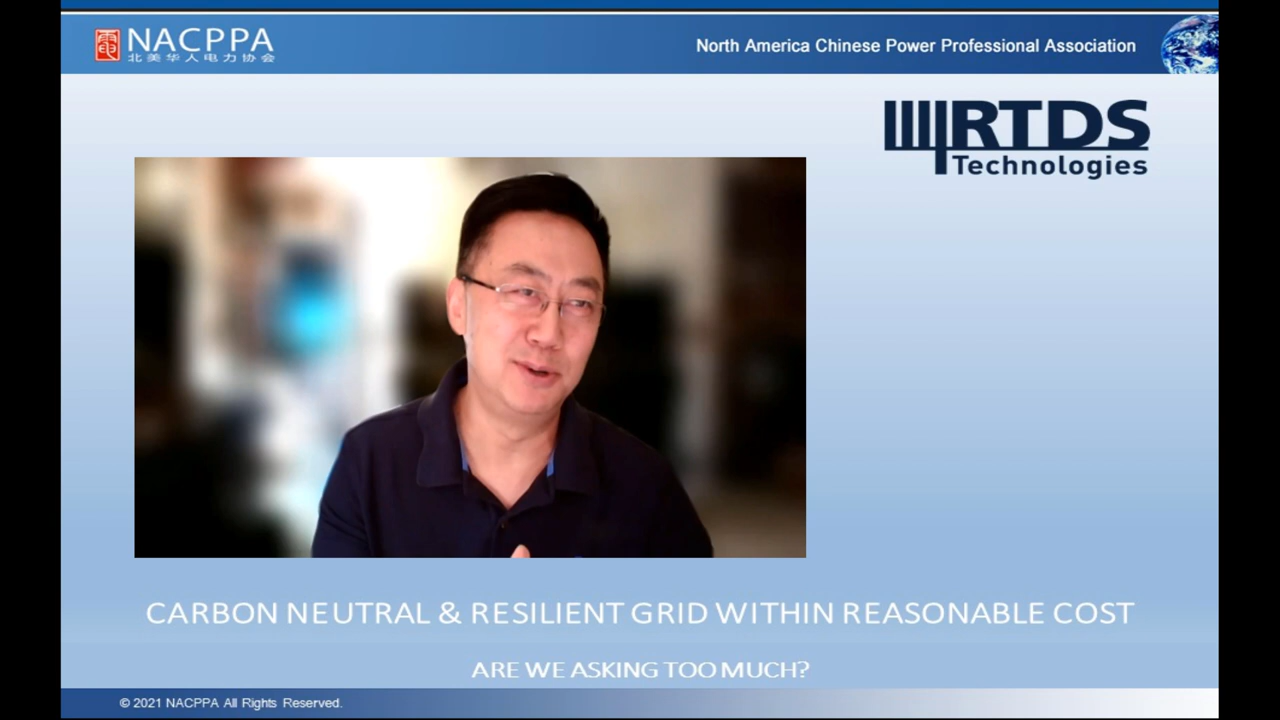 NACPPA
北美华人电力协会
North America Chinese Power Professional Association
RTDS
Technologies
CARBON NEUTRAL & RESILIENT GRID WITHIN REASONABLE COST
ARE WE ASKING TOO MUCH?
© 2021 NACPPA All Rights Reserved.